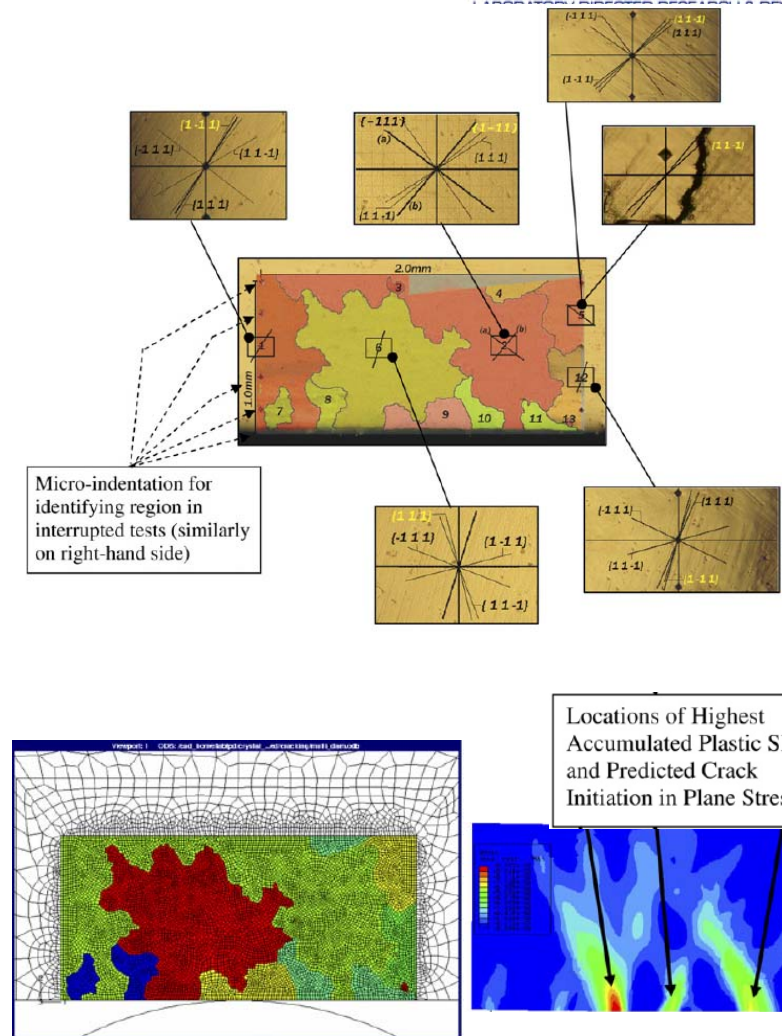 (-1 1 1)
(1 1 -1)
(1 1 1)
(1 -1 1)
(1 -1 1)
(-1 1 1)
(1 1 -1)
(1 1 1)
(-111)
(a)
(1-11)
(1 1 1)
(1 1 -1)
(b)
(1 1 -1)
2.0mm
1.0mm
3
4
5
1
6
(a)
(b)
2
12
7
8
9
10
11
13
Micro-indentation for
identifying region in
interrupted tests (similarly
on right-hand side)
(1 1 1)
(-1 1 1)
(1 -1 1)
(1 1 -1)
(1 1 1)
(-1 1 1)
(1 1 -1)
(1 -1 1)
Viewport: 1
Locations of Highest
Accumulated Plastic
and Predicted Crack
Initiation in Plane